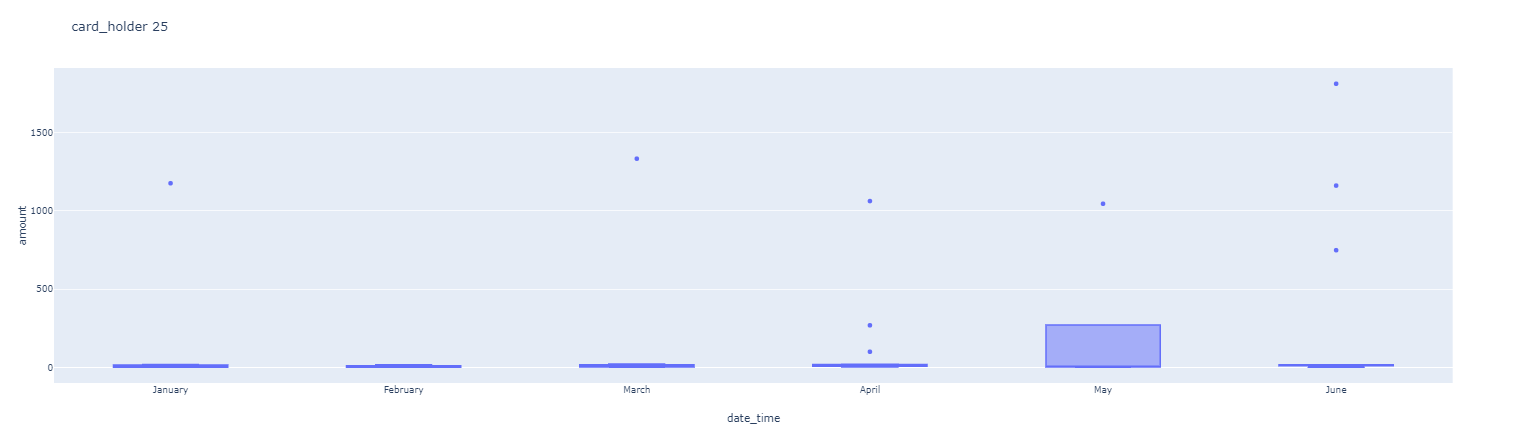 card_holder 25
1500
1000
500
0
amount
January February March April May June
date_time